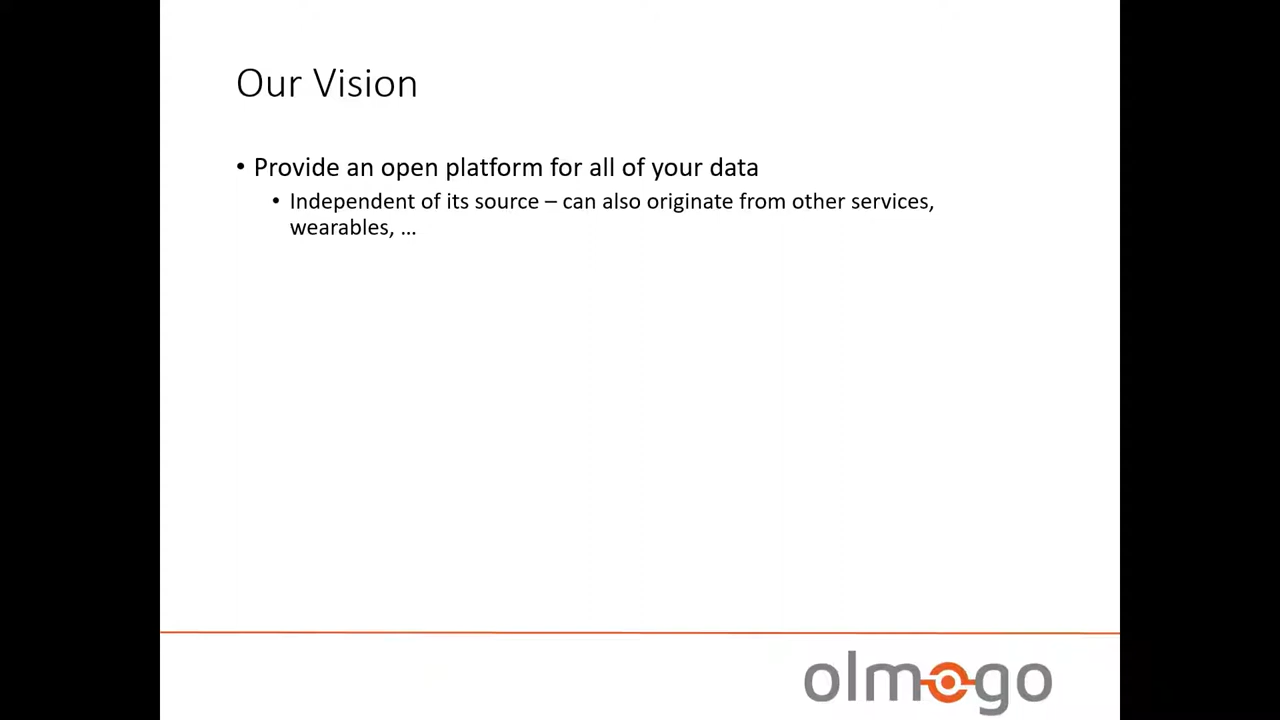 Our Vision
• Provide an open platform for all of your data
• Independent of its source – can also originate from other services,
wearables, ...
olmogo